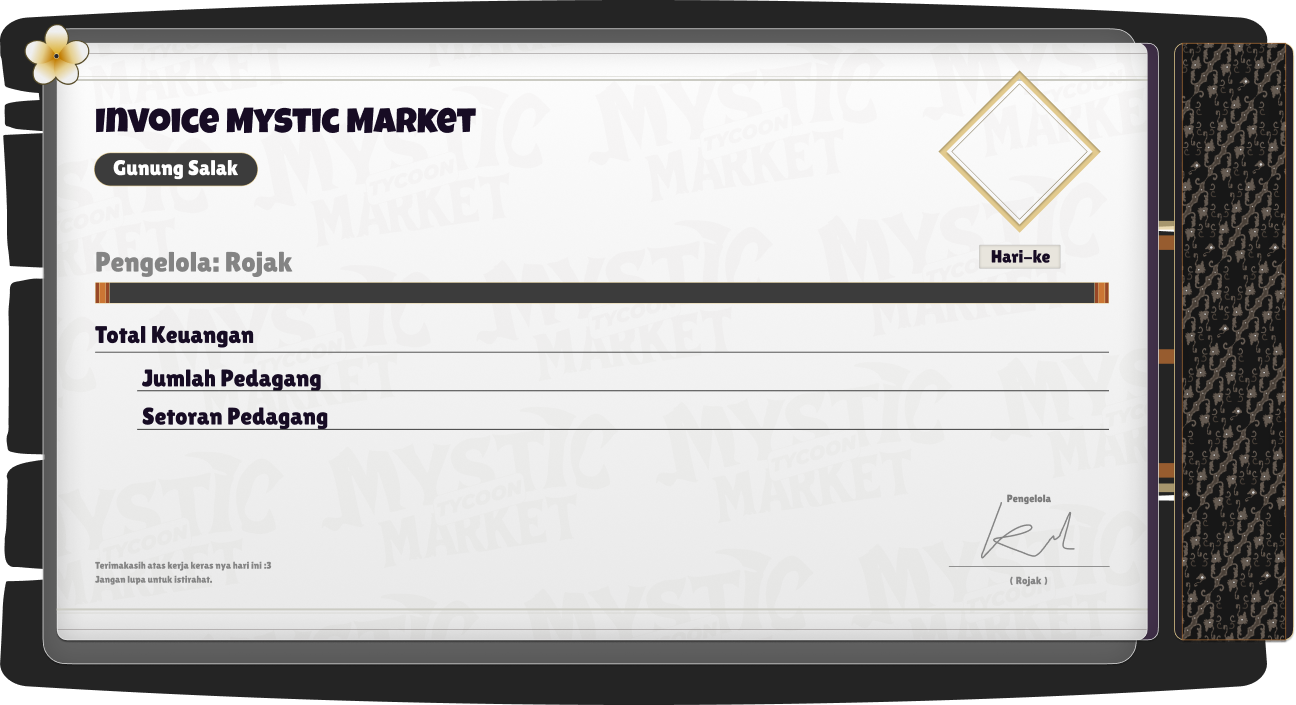 Invoice Mystic Market
Gunung Salak
Pengelola: Rojak
Hari-ke
Total Keuangan
Jumlah Pedagang
Setoran Pedagang
Pengelola
Terimakasih atas kerja keras nya hari ini :3
Jangan lupa untuk istirahat.
( Rojak )
MYSTIC
TYCOON
MARKET